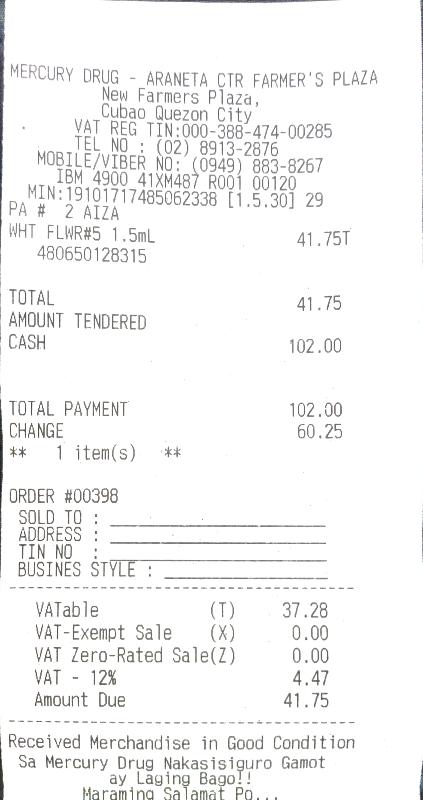 MERCURY DRUG - ARANETA CTR FARMER'S PLAZA
New Farmers Plaza,
Cubao Quezon City
VAT REG TIN:000-388-474-00285
TEL NO : (02) 8913-2876
MOBILE/VIBER NO: (0949) 883-8267
IBM 4900 41XM487 R001 00120
MIN:19101717485062338 [1.5.30] 29
PA # 2 AIZA
WHT FLWR#5 1.5mL 41.75T
480650128315
TOTAL 41.75
AMOUNT TENDERED
CASH 102.00
TOTAL PAYMENT 102.00
CHANGE 60.25
** 1 item(s) **
ORDER #00398
SOLD TO :
ADDRESS :
TIN NO :
BUSINES STYLE :
VATable (T) 37.28
VAT-Exempt Sale (X) 0.00
VAT Zero-Rated Sale(Z) 0.00
VAT - 12% 4.47
Amount Due 41.75
Received Merchandise in Good Condition
Sa Mercury Drug Nakasisiguro Gamot
ay Laging Bago!!
Maraming Salamat Po...